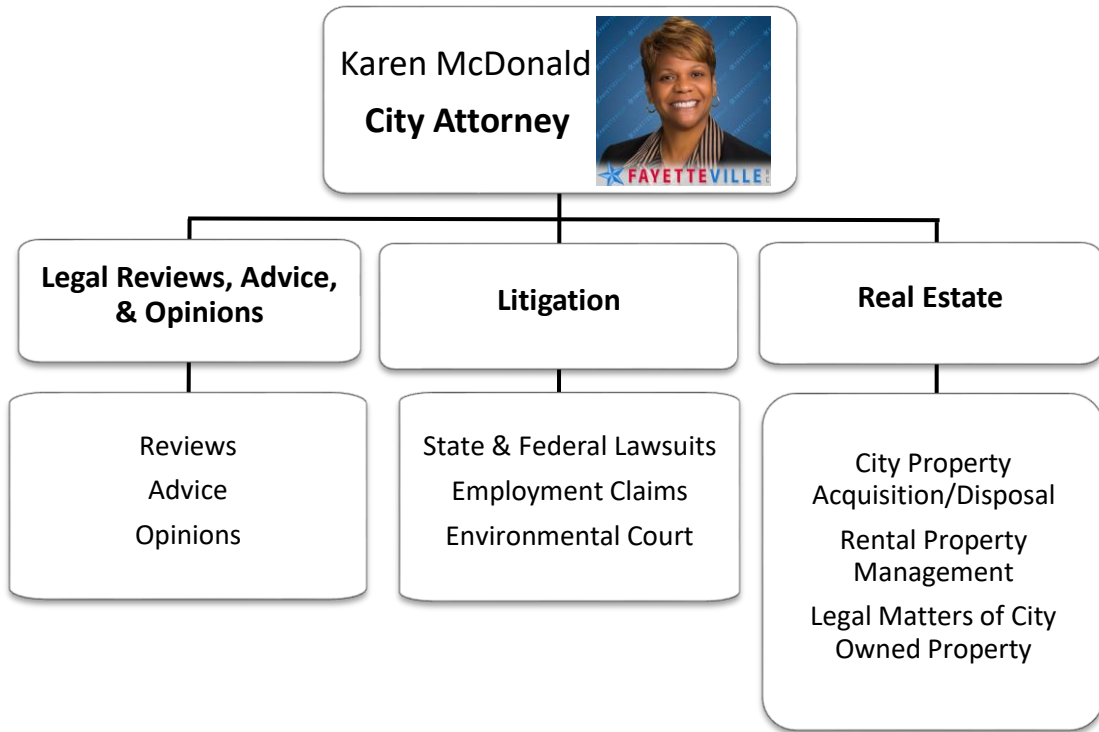 Karen McDonald
City Attorney
FAYETTEVILLE
Legal Reviews, Advice,
& Opinions
Litigation
Real Estate
Reviews
Advice
Opinions
State & Federal Lawsuits
Employment Claims
Environmental Court
City Property
Acquisition/Disposal
Rental Property
Management
Legal Matters of City
Owned Property